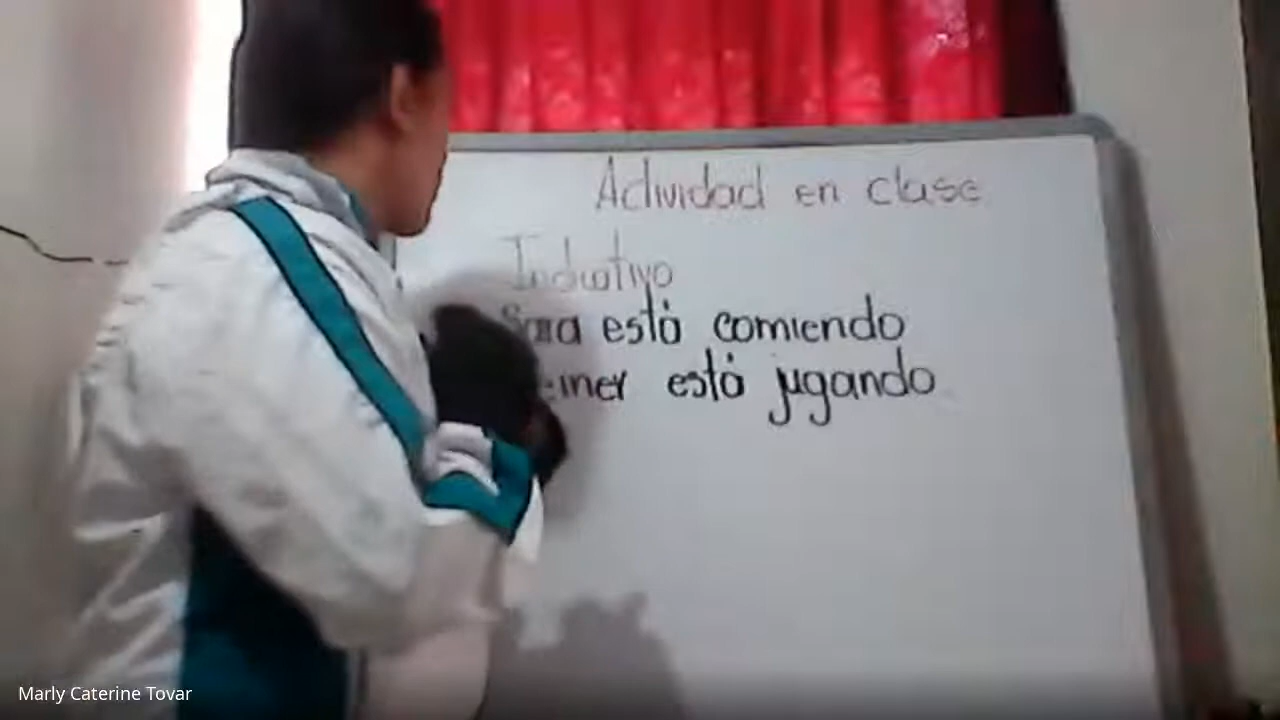 Actividad en clase
Indicativo
Sara está comiendo
está jugando
Marly Caterine Tovar